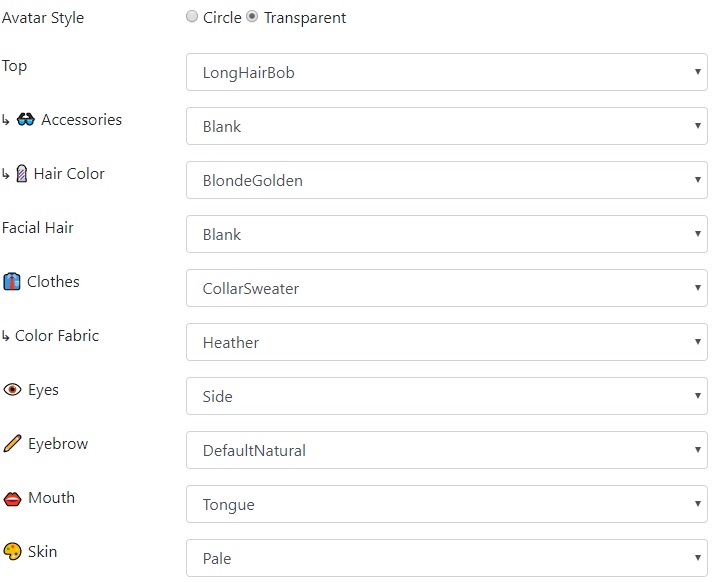 Avatar Style Circle Transparent
Top LongHairBob
↳ Accessories Blank
↳ Hair Color BlondeGolden
Facial Hair Blank
Clothes CollarSweater
↳ Color Fabric Heather
Eyes Side
Eyebrow DefaultNatural
Mouth Tongue
Skin Pale